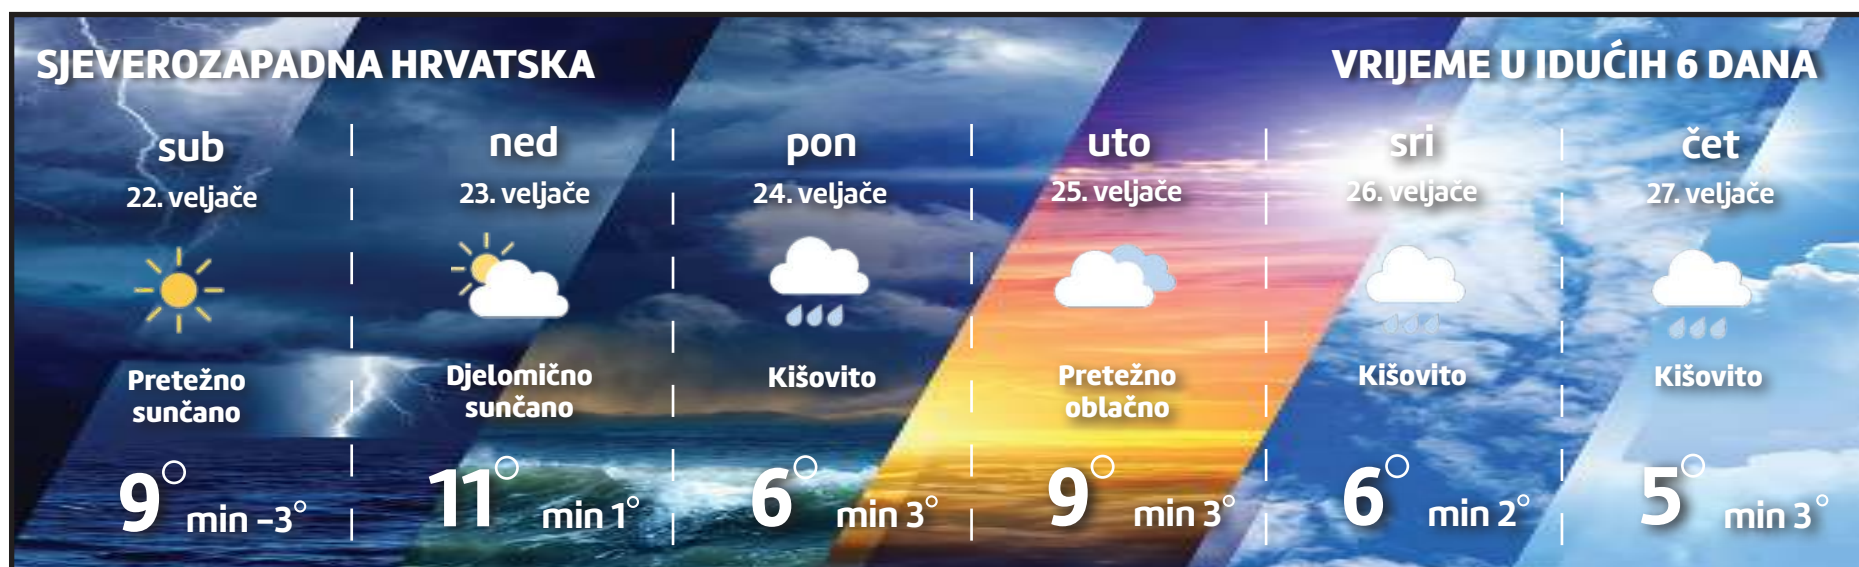 SJEVEROZAPADNA HRVATSKA
VRIJEME U IDUĆIH 6 DANA
sub
22. veljače
Pretežno
sunčano
9°
min –3°
ned
23. veljače
Djelomično
sunčano
11°
min 1°
pon
24. veljače
Kišovito
6°
min 3°
uto
25. veljače
Pretežno
oblačno
9°
min 3°
sri
26. veljače
Kišovito
6°
min 2°
čet
27. veljače
Kišovito
5°
min 3°